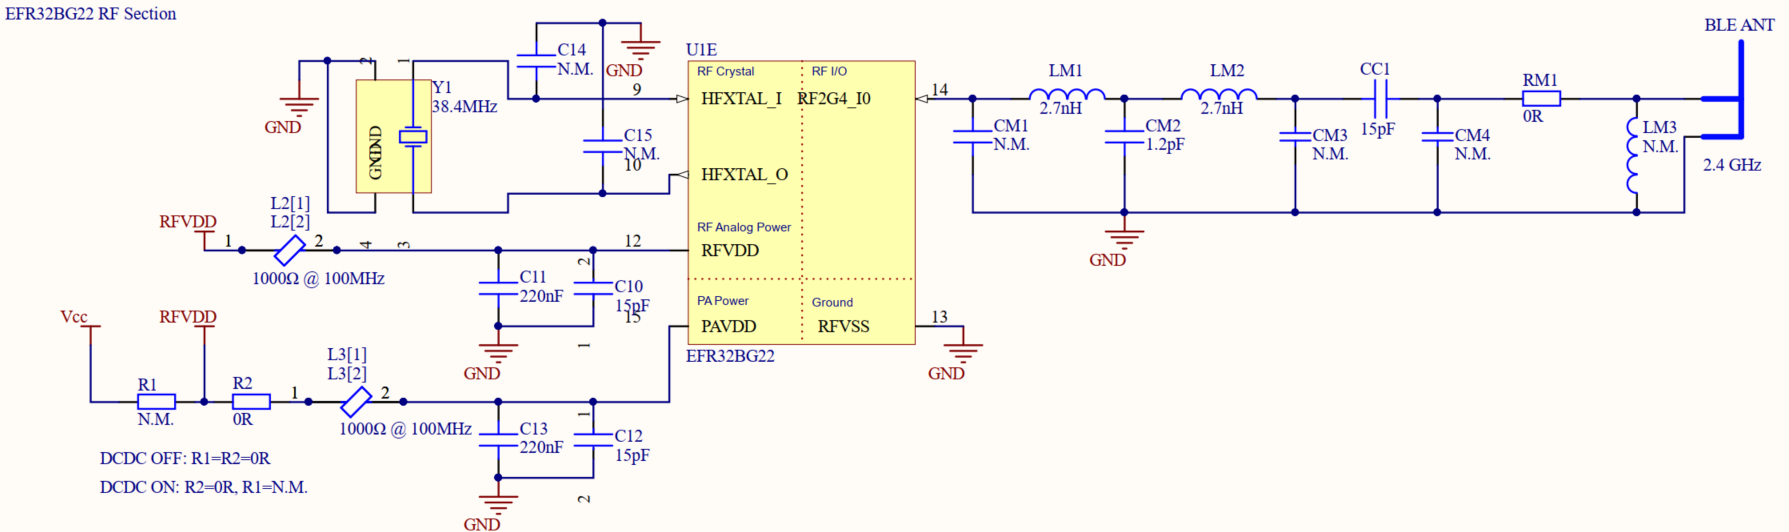 EFR32BG22 RF Section
BLE ANT
C14
N.M.
GND
U1E
RF Crystal
RF I/O
LM1
LM2
CC1
RM1
2
1
Y1
38.4MHz
9
HFXTAL_I
RF2G4_I0
14
2.7nH
2.7nH
15pF
0R
GND
GND
GND
C15
N.M.
CM1
N.M.
CM2
1.2pF
CM3
N.M.
CM4
N.M.
LM3
N.M.
2.4 GHz
10
HFXTAL_O
L2[1]
L2[2]
RFVDD
1
2
4
3
12
RF Analog Power
RFVDD
GND
1000Ω @ 100MHz
C11
220nF
2
C10
15pF
1
PA Power
Ground
15
PAVDD
RFVSS
13
GND
GND
EFR32BG22
Vcc
RFVDD
L3[1]
L3[2]
R1
N.M.
R2
0R
1
2
1000Ω @ 100MHz
C13
220nF
1
C12
15pF
2
GND
DCDC OFF: R1=R2=0R
DCDC ON: R2=0R, R1=N.M.